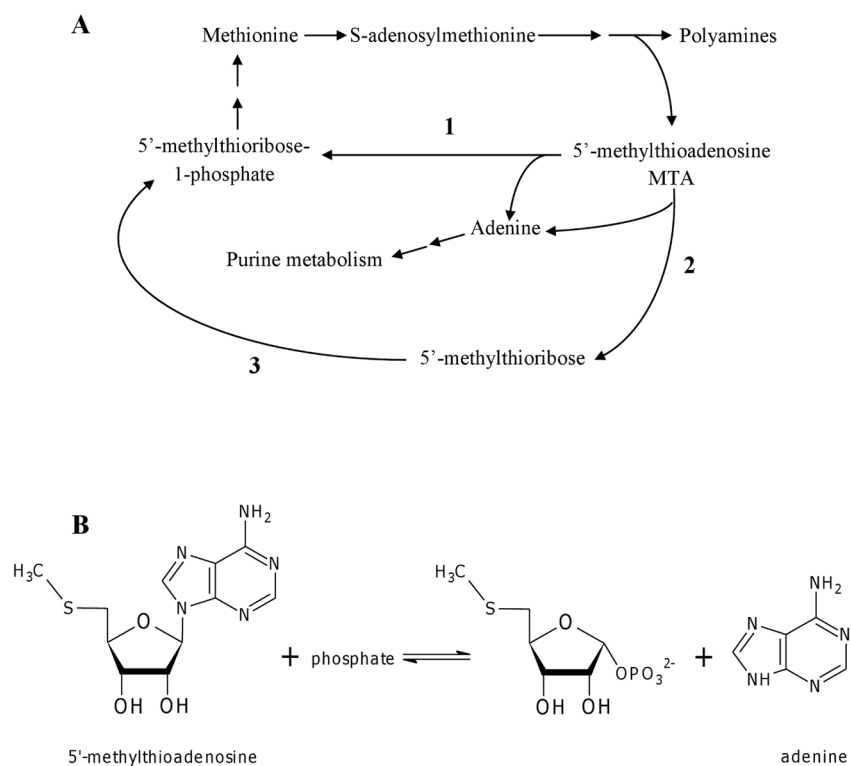 A
Methionine S-adenosylmethionine Polyamines
1
5’-methylthioribose-
1-phosphate
5’-methylthioadenosine
MTA
Adenine
Purine metabolism
2
5’-methylthioribose
3
B
NH2
N
N
N
N
H3C
S
O
OH OH
+ phosphate
H3C
S
O
OPO3 2-
OH OH
+
NH2
N
N
NH
N
5'-methylthioadenosine
adenine